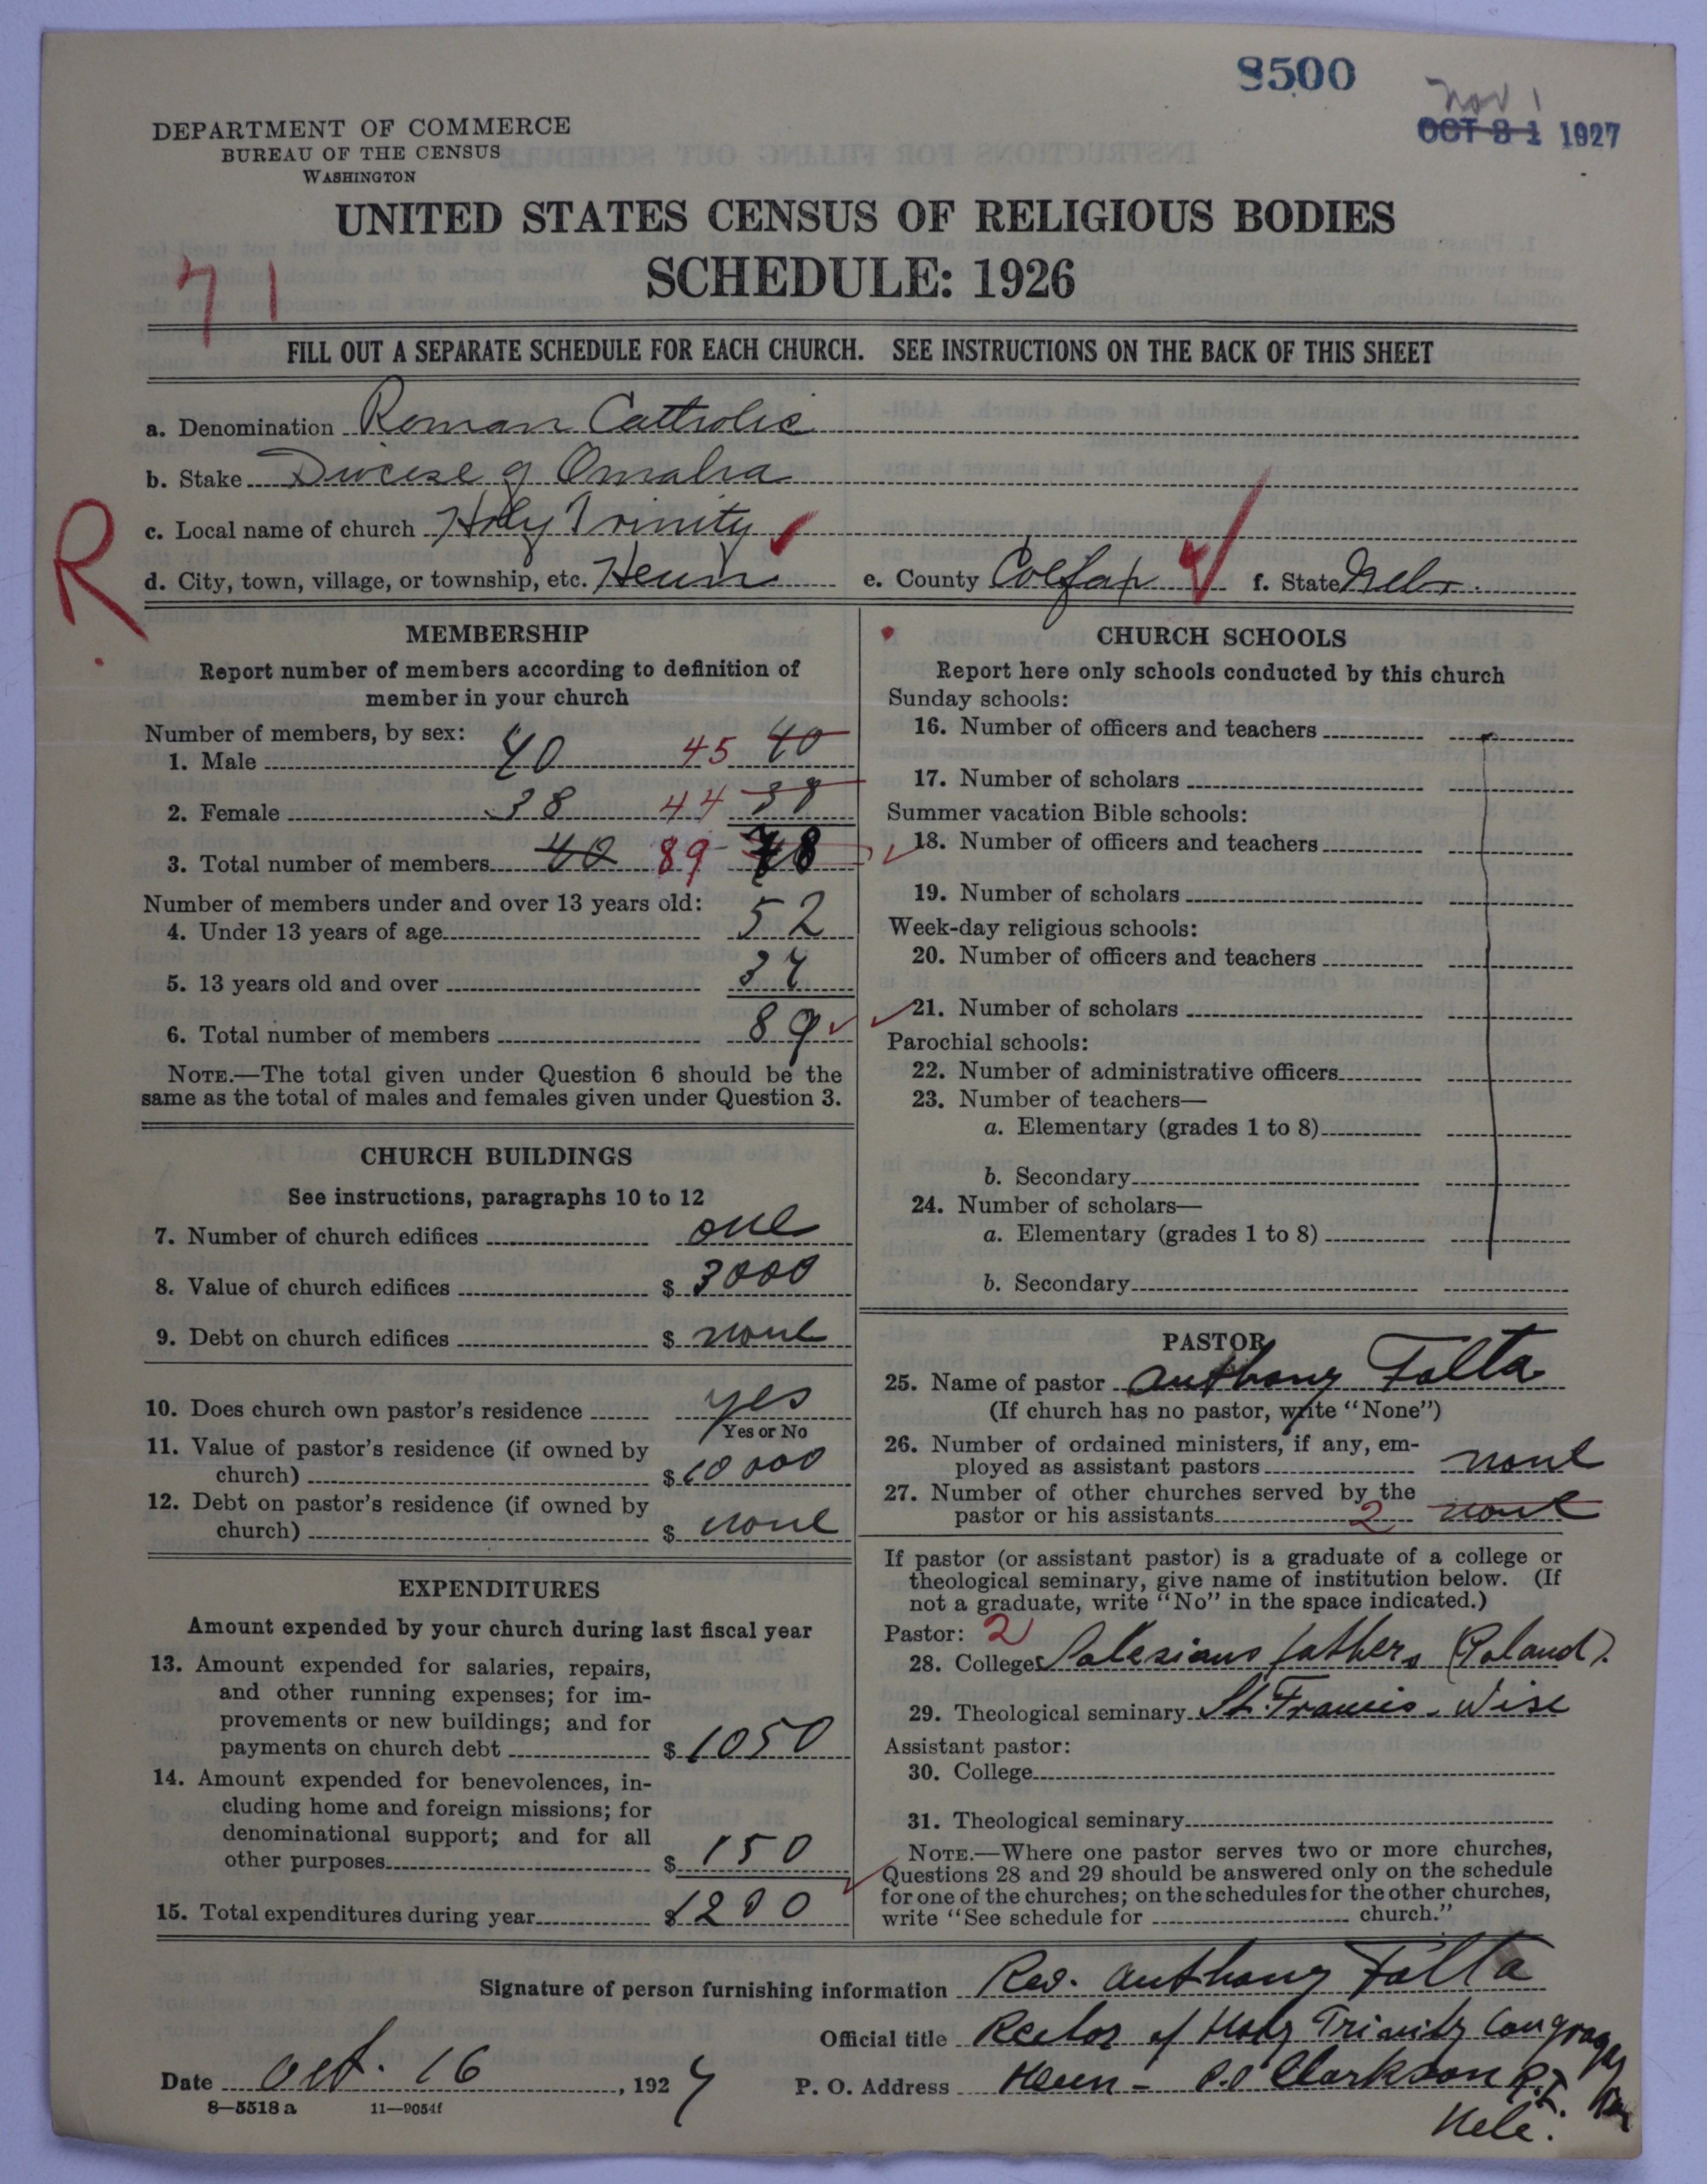 8500
Nov 1
OCT 31 1927
DEPARTMENT OF COMMERCE
BUREAU OF THE CENSUS
WASHINGTON
UNITED STATES CENSUS OF RELIGIOUS BODIES
SCHEDULE: 1926
71
FILL OUT A SEPARATE SCHEDULE FOR EACH CHURCH. SEE INSTRUCTIONS ON THE BACK OF THIS SHEET
a. Denomination Roman Catholic
b. Stake Diocese of Omaha
c. Local name of church Holy Trinity
R
d. City, town, village, or township, etc. Heun e. County Colfax f. State Nebr.
MEMBERSHIP
Report number of members according to definition of
member in your church
Number of members, by sex:
1. Male 40 45 40
2. Female 38 44 38
3. Total number of members 40 89 78
Number of members under and over 13 years old:
4. Under 13 years of age 52
5. 13 years old and over 37
6. Total number of members 89
NOTE.—The total given under Question 6 should be the
same as the total of males and females given under Question 3.
CHURCH BUILDINGS
See instructions, paragraphs 10 to 12
7. Number of church edifices one
8. Value of church edifices $ 3000
9. Debt on church edifices $ none
10. Does church own pastor's residence yes
Yes or No
11. Value of pastor's residence (if owned by
church) $ 10 000
12. Debt on pastor's residence (if owned by
church) $ none
EXPENDITURES
Amount expended by your church during last fiscal year
13. Amount expended for salaries, repairs,
and other running expenses; for im-
provements or new buildings; and for
payments on church debt $ 1050
14. Amount expended for benevolences, in-
cluding home and foreign missions; for
denominational support; and for all
other purposes $ 150
15. Total expenditures during year $ 1200
CHURCH SCHOOLS
Report here only schools conducted by this church
Sunday schools:
16. Number of officers and teachers
17. Number of scholars
Summer vacation Bible schools:
18. Number of officers and teachers
19. Number of scholars
Week-day religious schools:
20. Number of officers and teachers
21. Number of scholars
Parochial schools:
22. Number of administrative officers
23. Number of teachers—
a. Elementary (grades 1 to 8)
b. Secondary
24. Number of scholars—
a. Elementary (grades 1 to 8)
b. Secondary
PASTOR
25. Name of pastor Anthony Folta
(If church has no pastor, write "None")
26. Number of ordained ministers, if any, em-
ployed as assistant pastors none
27. Number of other churches served by the
pastor or his assistants 2 none
If pastor (or assistant pastor) is a graduate of a college or
theological seminary, give name of institution below. (If
not a graduate, write "No" in the space indicated.)
Pastor: 2
28. College Salesians fathers (Poland).
29. Theological seminary St. Francis. Wise
Assistant pastor:
30. College
31. Theological seminary
NOTE.—Where one pastor serves two or more churches,
Questions 28 and 29 should be answered only on the schedule
for one of the churches; on the schedules for the other churches,
write "See schedule for church."
Signature of person furnishing information Rev. Anthony Folta
Official title Rector of Holy Trinity
Date Oct. 16, 1927 P. O. Address Heun - P.O Clarkson
8—5518 a 11—9054f